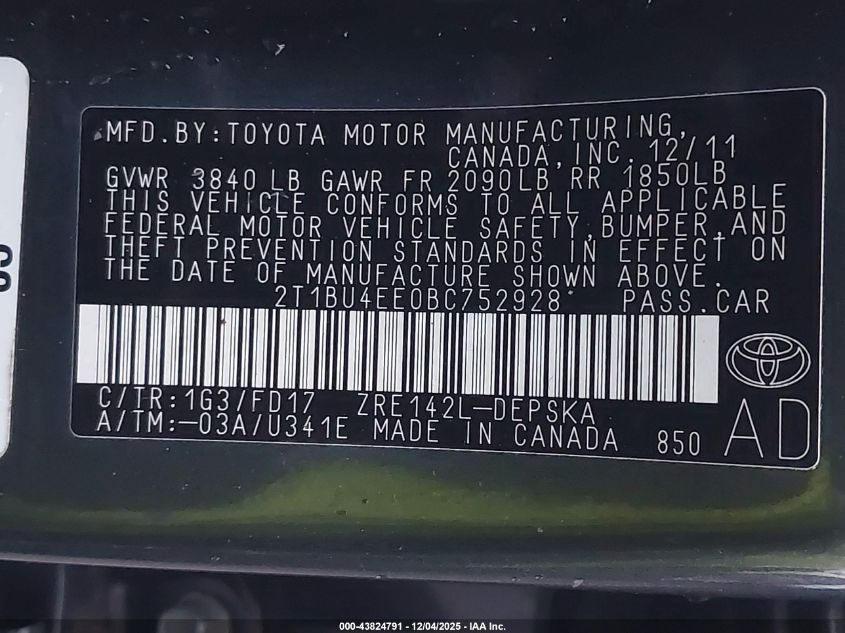 MFD.BY:TOYOTA MOTOR MANUFACTURING,
CANADA, INC. 12/11
GVWR 3840 LB GAWR FR 2090LB RR 1850LB
THIS VEHICLE CONFORMS TO ALL APPLICABLE
FEDERAL MOTOR VEHICLE SAFETY,BUMPER,AND
THEFT PREVENTION STANDARDS IN EFFECT ON
THE DATE OF MANUFACTURE SHOWN ABOVE.
2T1BU4EE0BC752928 PASS.CAR
C/TR:1G3/FD17 ZRE142L-DEPSKA
A/TM:-03A/U341E MADE IN CANADA 850
AD
000-43824791 - 12/04/2025 - IAA Inc.